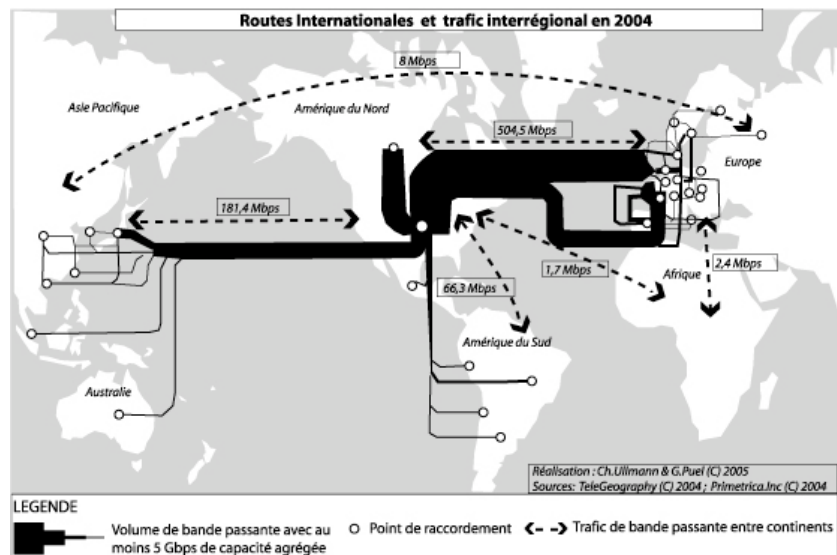 Routes Internationales et trafic interrégional en 2004
8 Mbps
Asie Pacifique
Amérique du Nord
504,5 Mbps
Europe
181,4 Mbps
1,7 Mbps
2,4 Mbps
Afrique
66,3 Mbps
Amérique du Sud
Australie
Réalisation : Ch.Ullmann & G.Puel (C) 2005
Sources: TeleGeography (C) 2004 ; Primetrica.Inc (C) 2004
LEGENDE
Volume de bande passante avec au
moins 5 Gbps de capacité agrégée
Point de raccordement
Trafic de bande passante entre continents